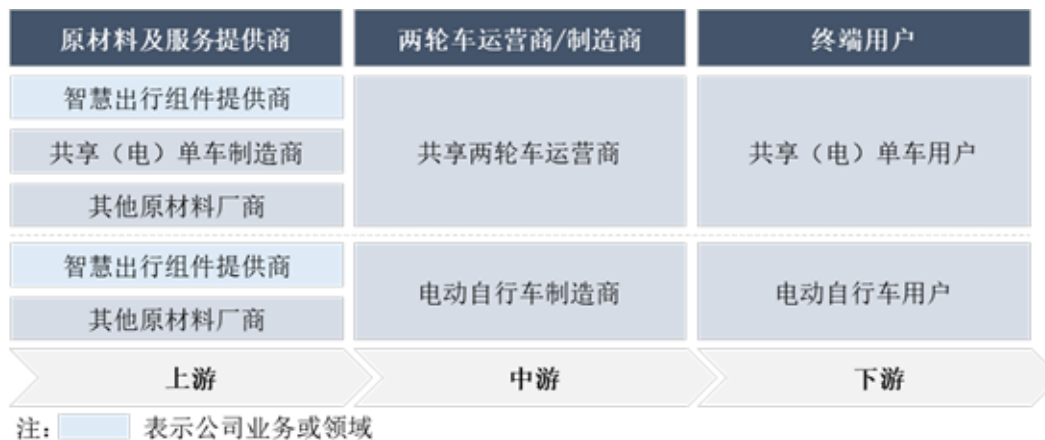 原材料及服务提供商
两轮车运营商/制造商
终端用户
智慧出行组件提供商
共享（电）单车制造商
其他原材料厂商
共享两轮车运营商
共享（电）单车用户
智慧出行组件提供商
其他原材料厂商
电动自行车制造商
电动自行车用户
上游
中游
下游
注：
表示公司业务或领域